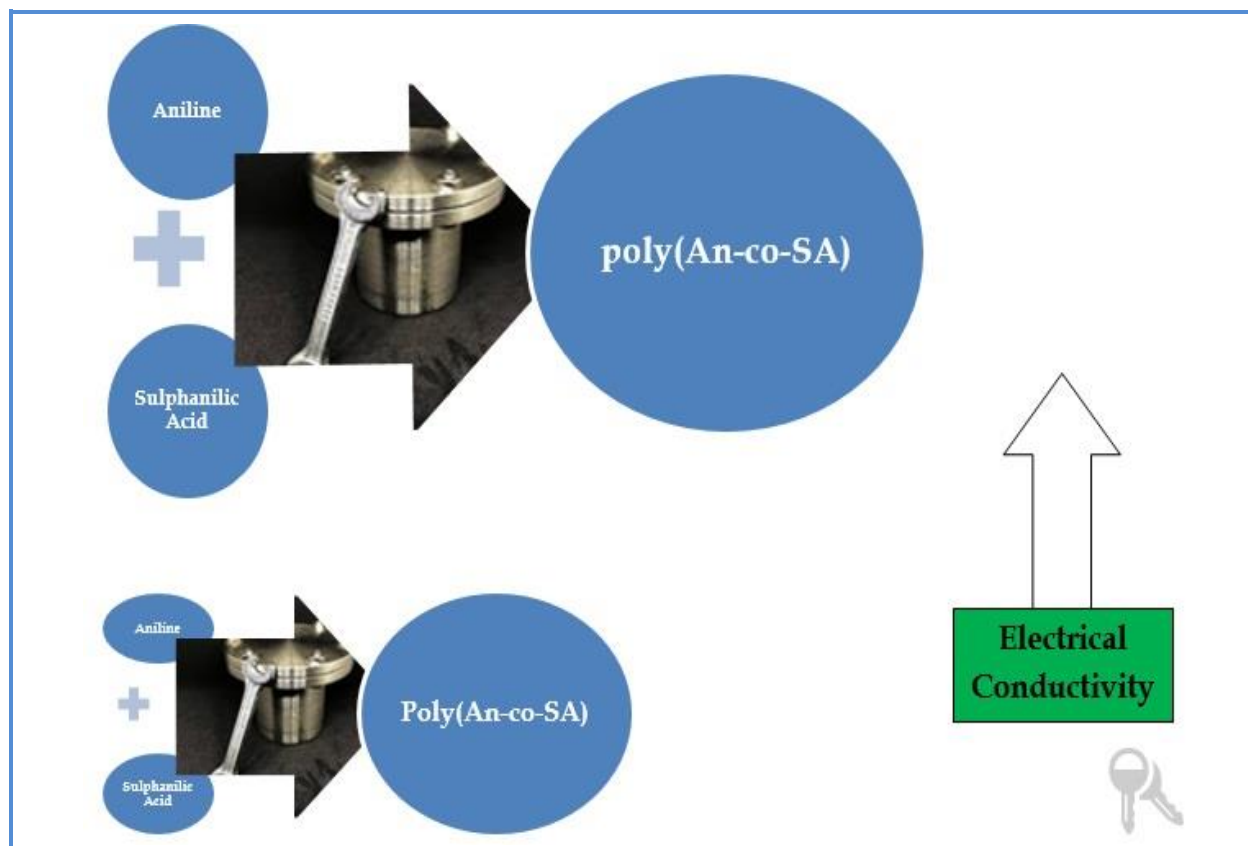 Aniline
poly(An-co-SA)
Sulphanilic
Acid
Aniline
Poly(An-co-SA)
Sulphanilic
Acid
Electrical
Conductivity